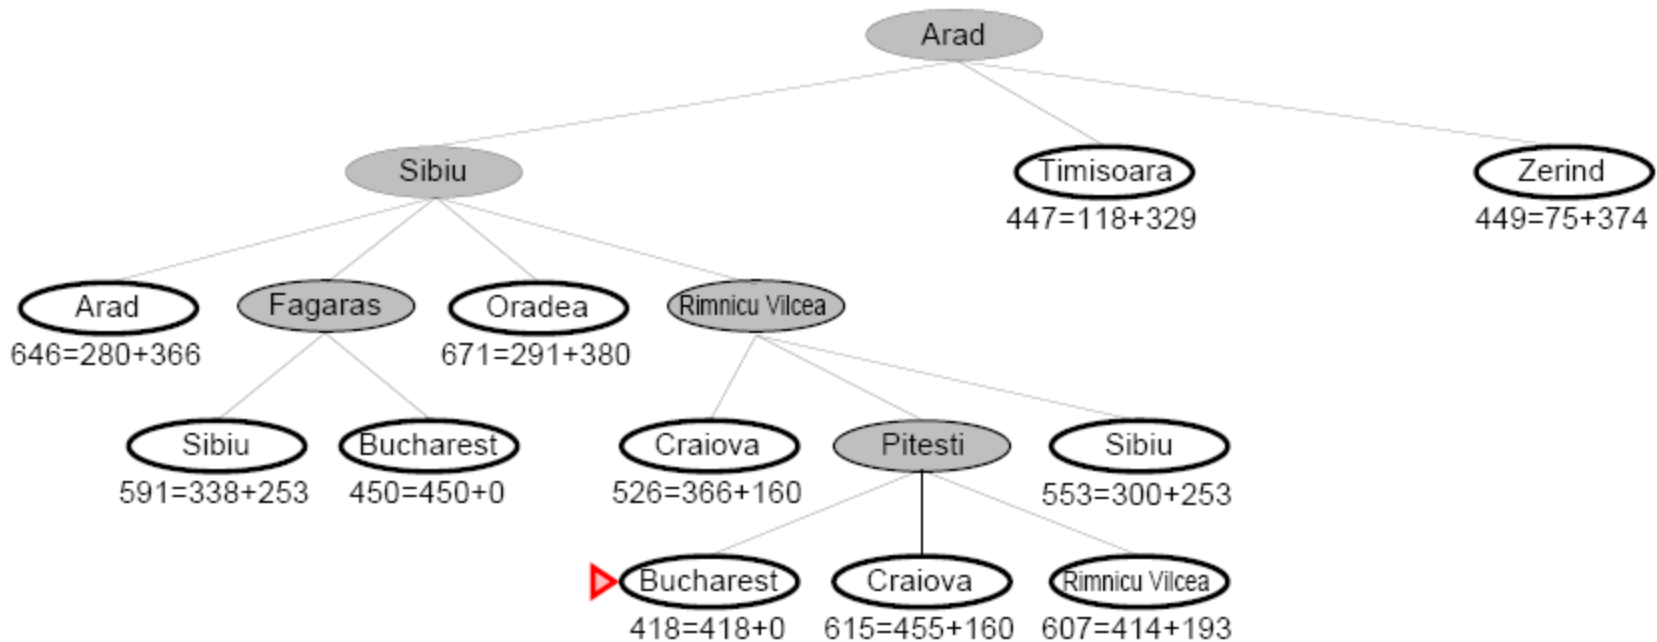 Arad
Sibiu
Timisoara
Zerind
447=118+329
449=75+374
Arad
Fagaras
Oradea
Rimnicu Vilcea
646=280+366
671=291+380
Sibiu
Bucharest
Craiova
Pitesti
Sibiu
591=338+253
450=450+0
526=366+160
553=300+253
Bucharest
Craiova
Rimnicu Vilcea
418=418+0
615=455+160
607=414+193